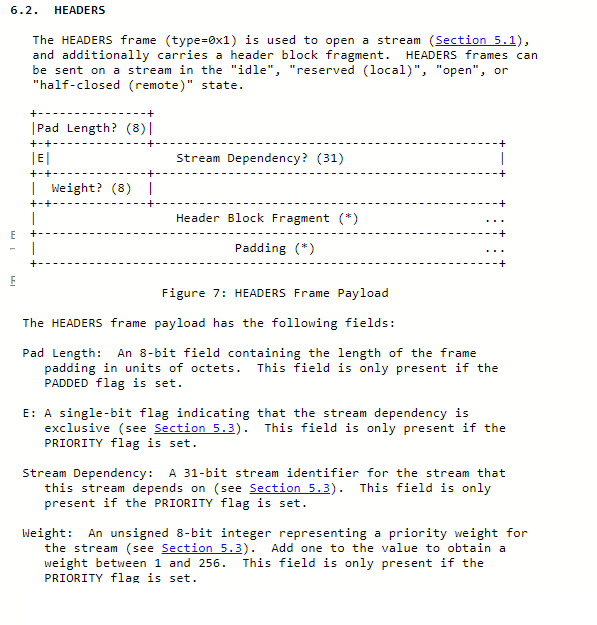 6.2.  HEADERS
The HEADERS frame (type=0x1) is used to open a stream (Section 5.1),
and additionally carries a header block fragment.  HEADERS frames can
be sent on a stream in the "idle", "reserved (local)", "open", or
"half-closed (remote)" state.
+---------------+
|Pad Length? (8)|
+-+-------------+-----------------------------------------------+
|E|                 Stream Dependency? (31)                     |
+-+-------------+-----------------------------------------------+
|  Weight? (8)  |
+-+-------------+-----------------------------------------------+
|                   Header Block Fragment (*)                 ...
+---------------------------------------------------------------+
|                           Padding (*)                       ...
+---------------------------------------------------------------+
Figure 7: HEADERS Frame Payload
The HEADERS frame payload has the following fields:
Pad Length:  An 8-bit field containing the length of the frame
padding in units of octets.  This field is only present if the
PADDED flag is set.
E: A single-bit flag indicating that the stream dependency is
exclusive (see Section 5.3).  This field is only present if the
PRIORITY flag is set.
Stream Dependency:  A 31-bit stream identifier for the stream that
this stream depends on (see Section 5.3).  This field is only
present if the PRIORITY flag is set.
Weight:  An unsigned 8-bit integer representing a priority weight for
the stream (see Section 5.3).  Add one to the value to obtain a
weight between 1 and 256.  This field is only present if the
PRIORITY flag is set.